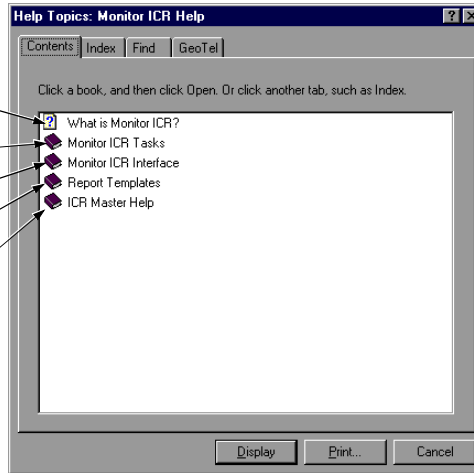 Help Topics: Monitor ICR Help
Contents Index Find GeoTel
Click a book, and then click Open. Or click another tab, such as Index.
What is Monitor ICR?
Monitor ICR Tasks
Monitor ICR Interface
Report Templates
ICR Master Help
Display Print... Cancel